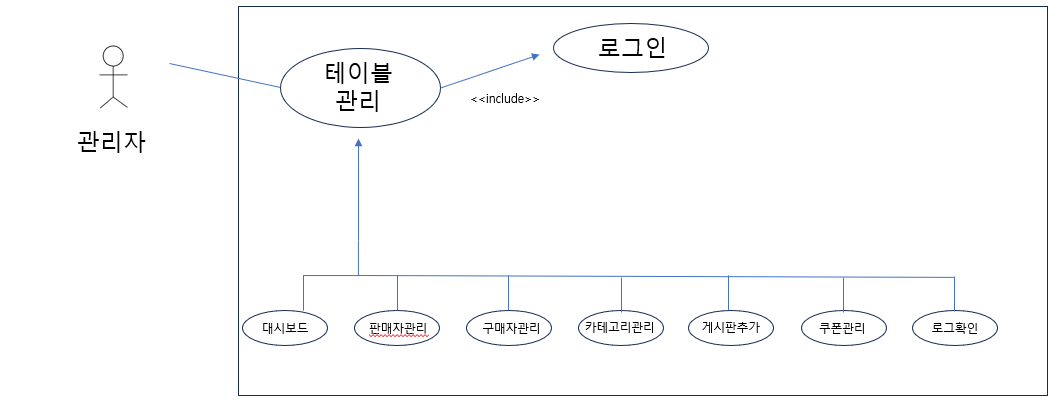 로그인
테이블
관리
<<include>>
관리자
대시보드
판매자관리
구매자관리
카테고리관리
게시판추가
쿠폰관리
로그확인